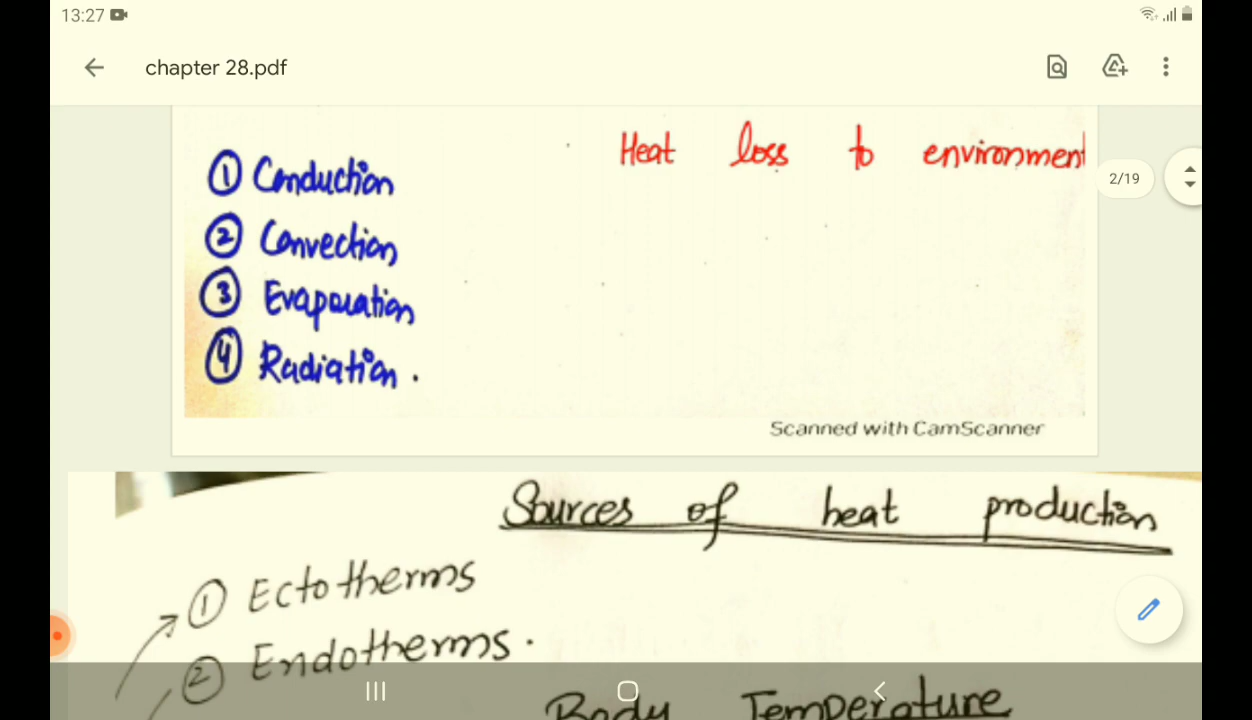 13:27
chapter 28.pdf
Heat loss to environment
① Conduction
② Convection
③ Evaporation
④ Radiation.
2/19
Scanned with CamScanner
Sources of heat production
① Ectotherms
② Endotherms.
Body Temperature